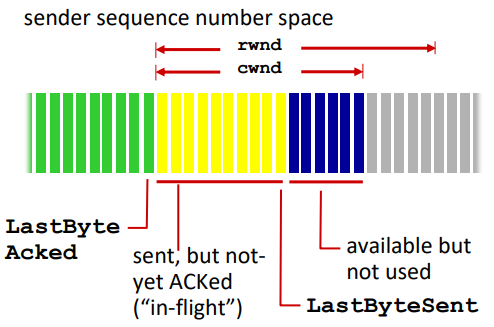 sender sequence number space
rwnd
cwnd
LastByte
Acked
sent, but not-
yet ACKed
("in-flight")
available but
not used
LastByteSent